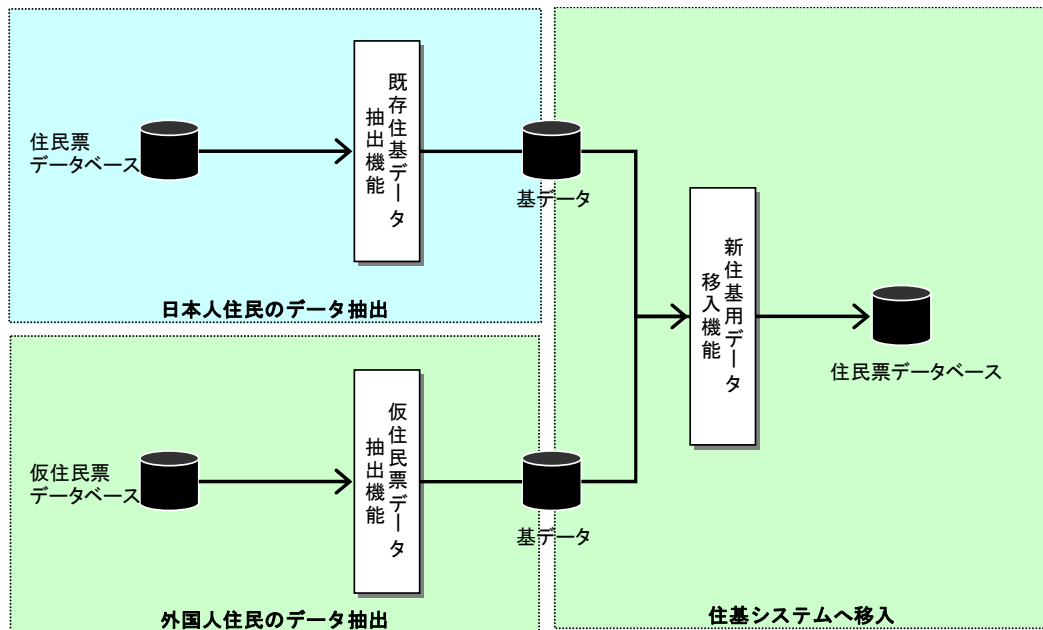 住民票
データベース
既存住基データ
抽出機能
基データ
日本人住民のデータ抽出
仮住民票
データベース
仮住民票データ
抽出機能
基データ
外国人住民のデータ抽出
新住基用データ
移入機能
住民票データベース
住基システムへ移入